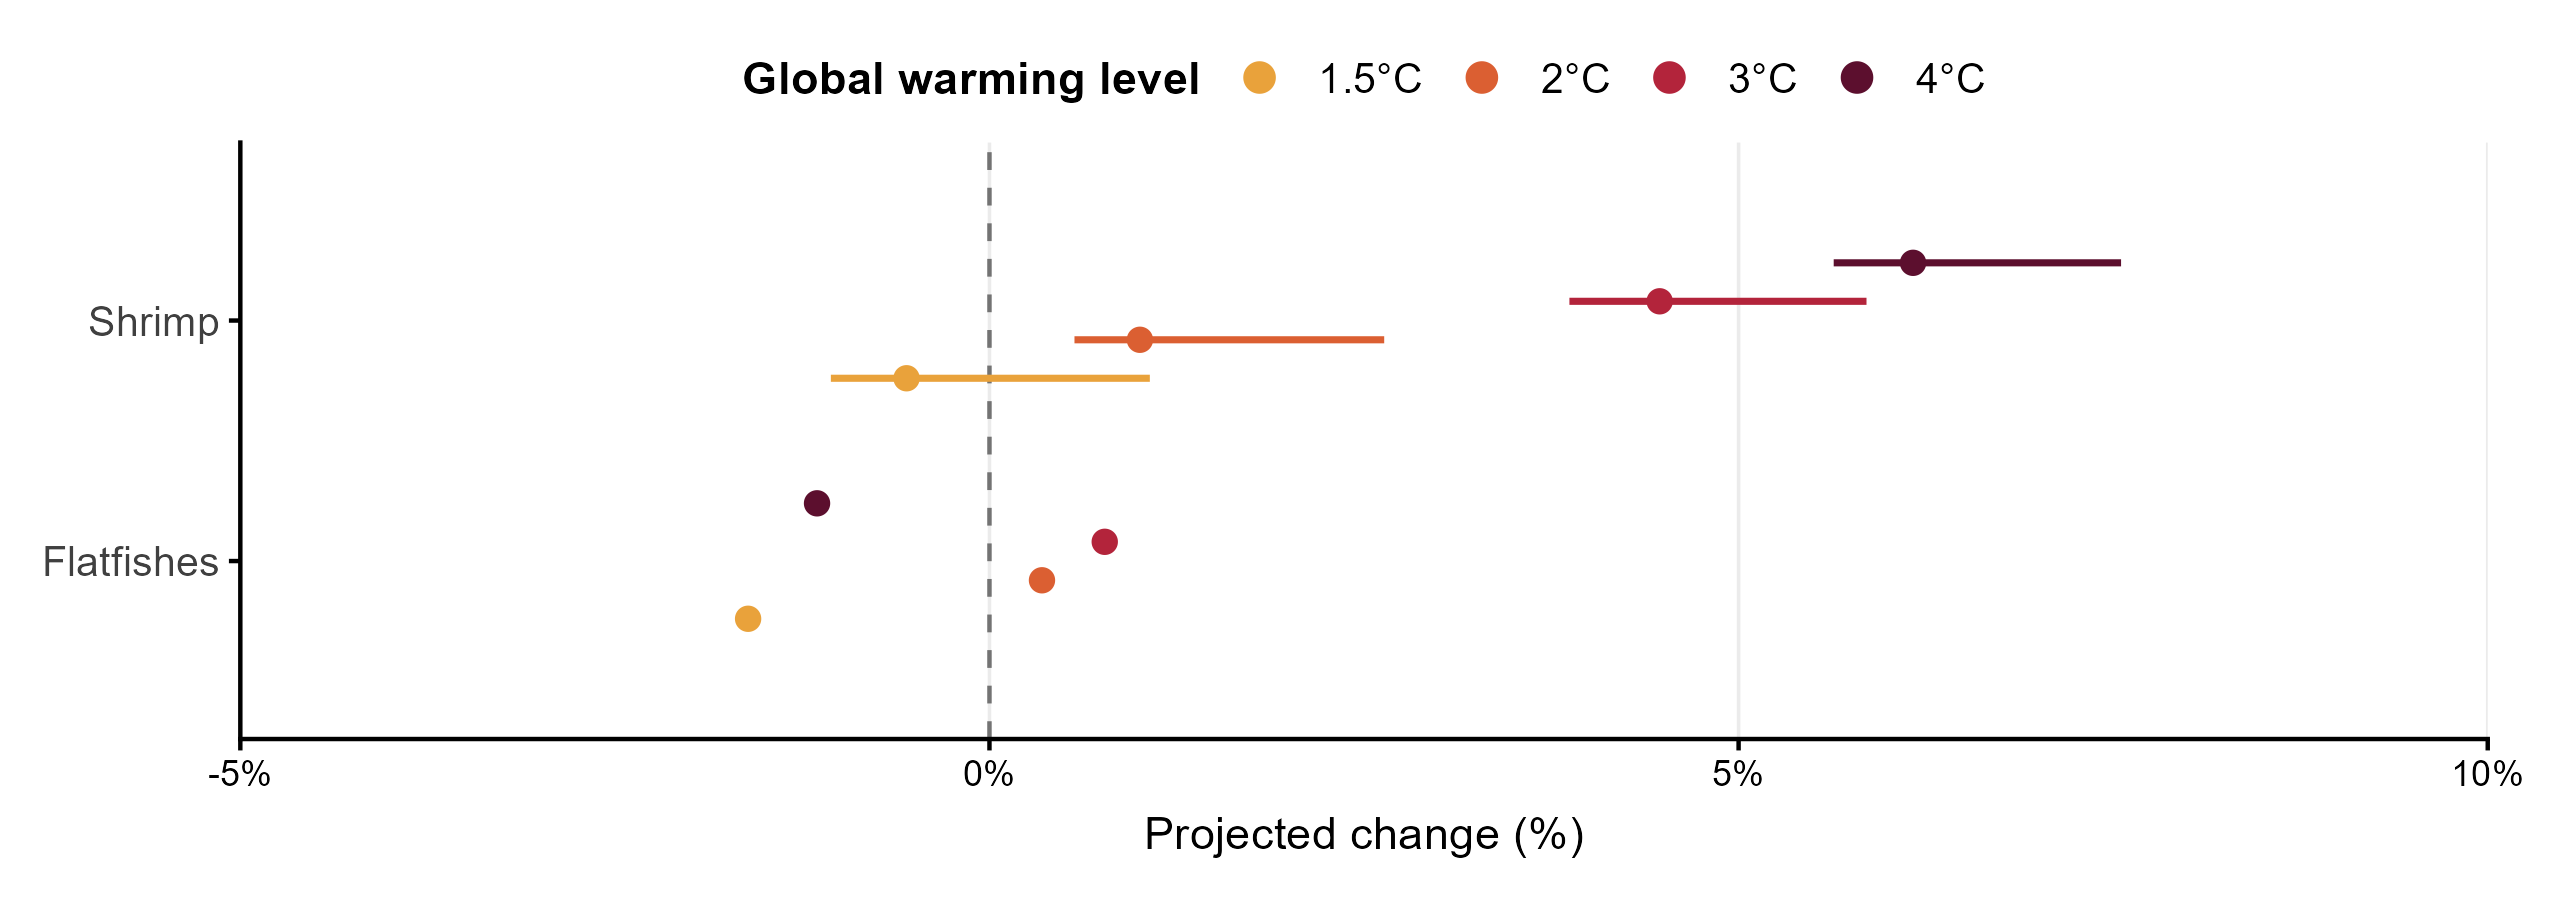 Global warming level 1.5°C 2°C 3°C 4°C
Shrimp
Flatfishes
-5% 0% 5% 10%
Projected change (%)